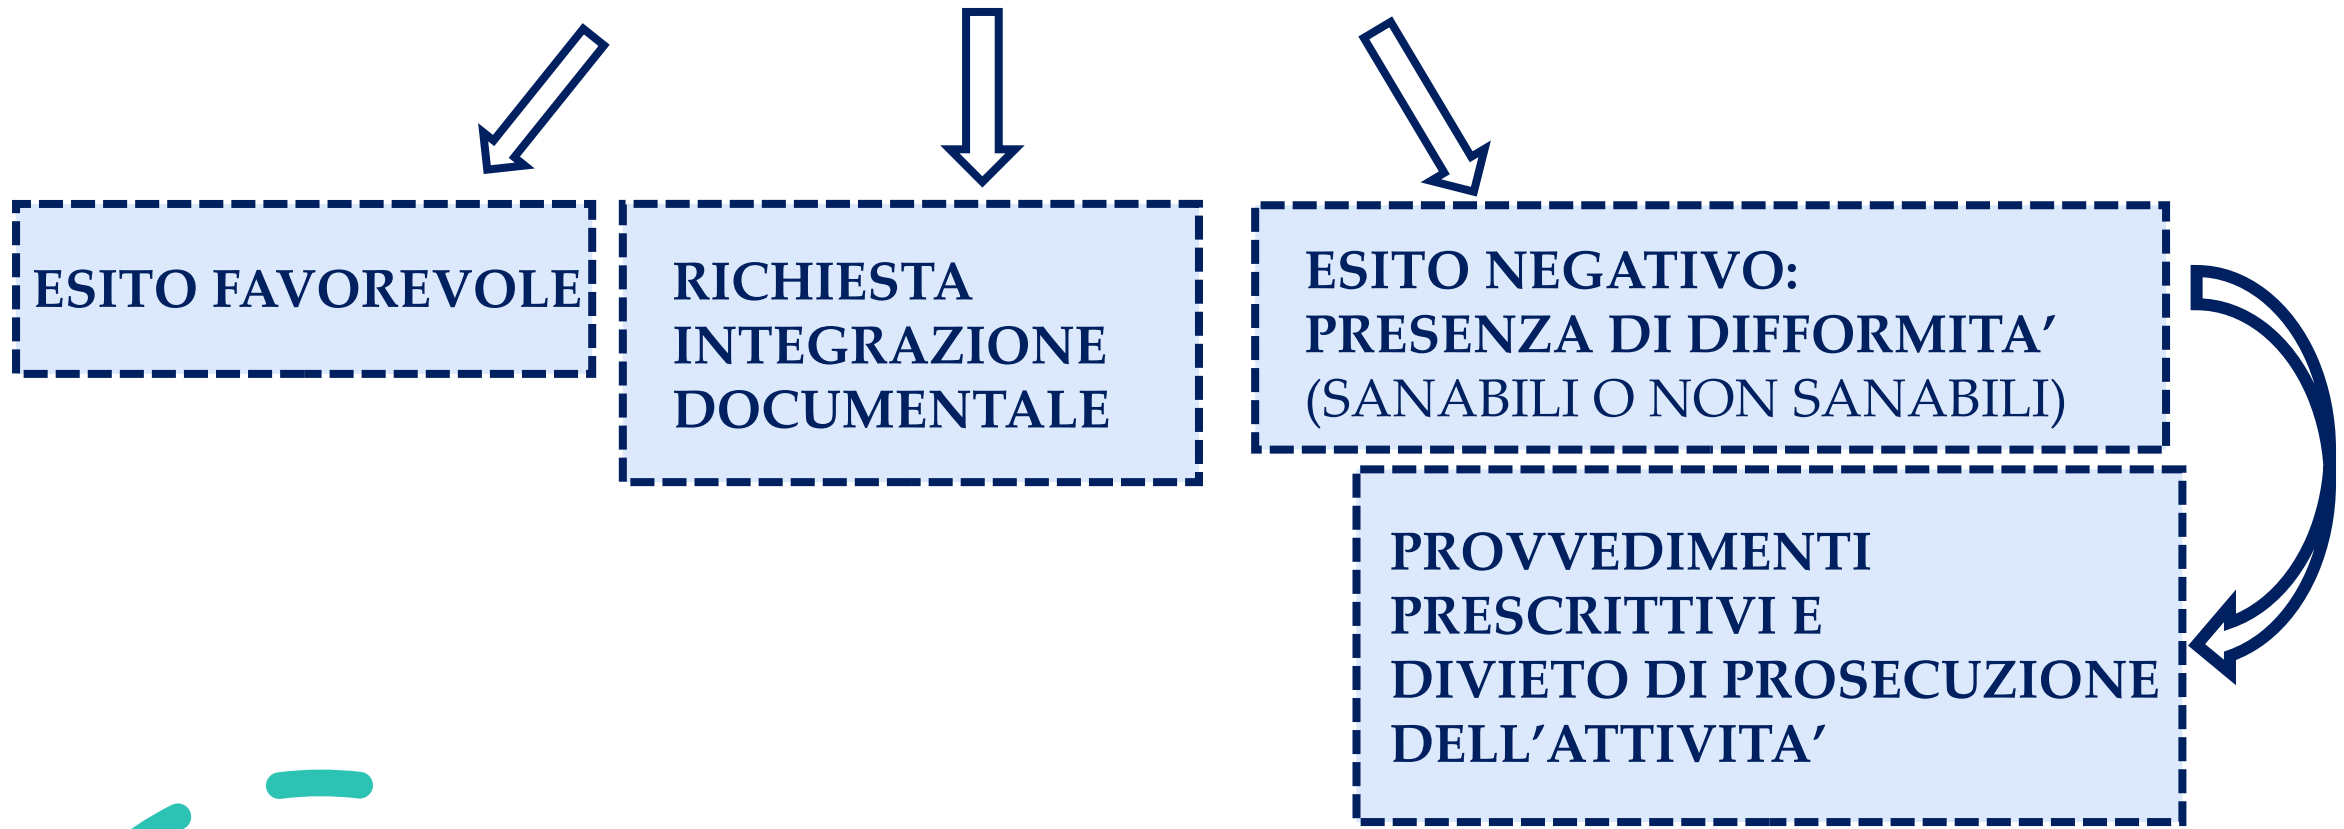 ESITO FAVOREVOLE
RICHIESTA
INTEGRAZIONE
DOCUMENTALE
ESITO NEGATIVO:
PRESENZA DI DIFFORMITA’
(SANABILI O NON SANABILI)
PROVVEDIMENTI
PRESCRITTIVI E
DIVIETO DI PROSECUZIONE
DELL’ATTIVITA’